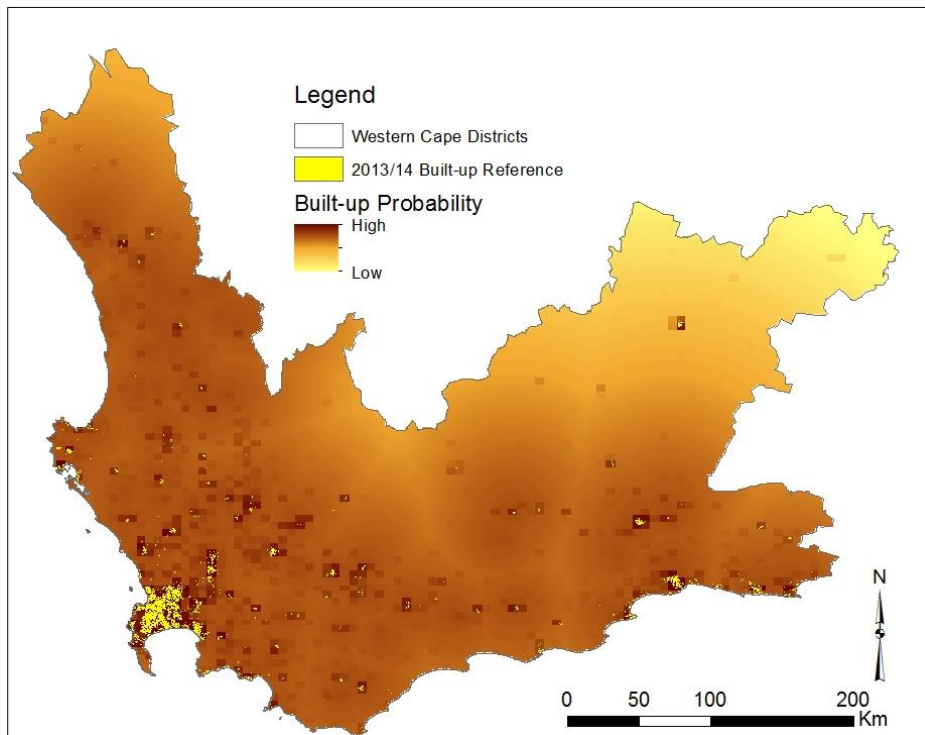 Legend
Western Cape Districts
2013/14 Built-up Reference
Built-up Probability
High
Low
N
0 50 100 200
Km